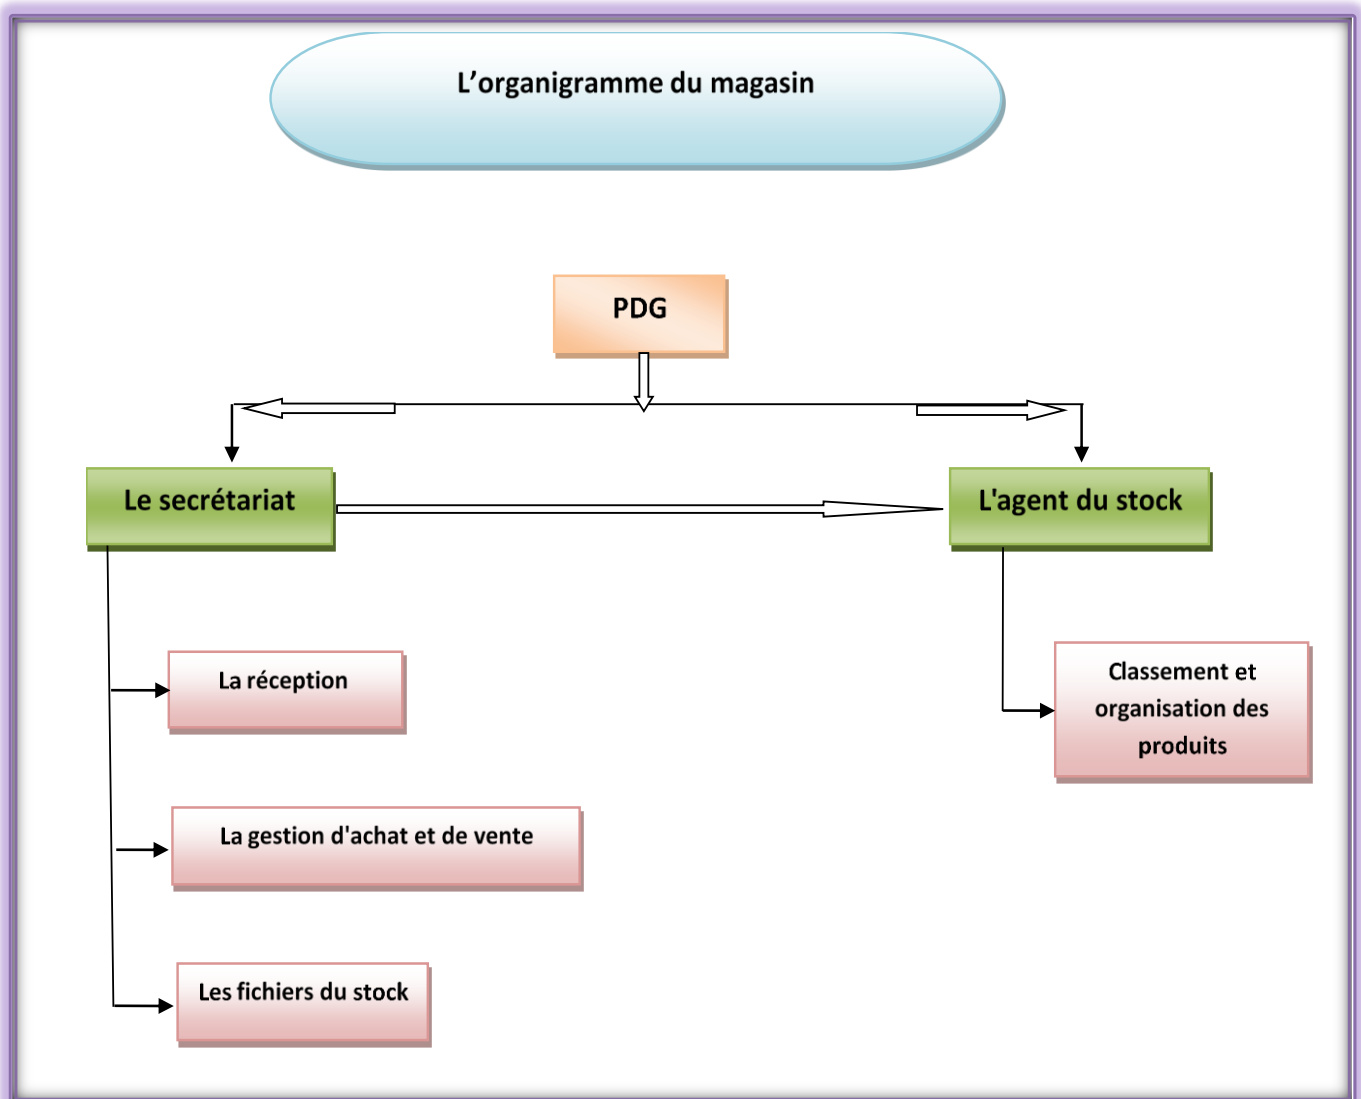 L’organigramme du magasin
PDG
Le secrétariat
L'agent du stock
La réception
Classement et
organisation des
produits
La gestion d'achat et de vente
Les fichiers du stock